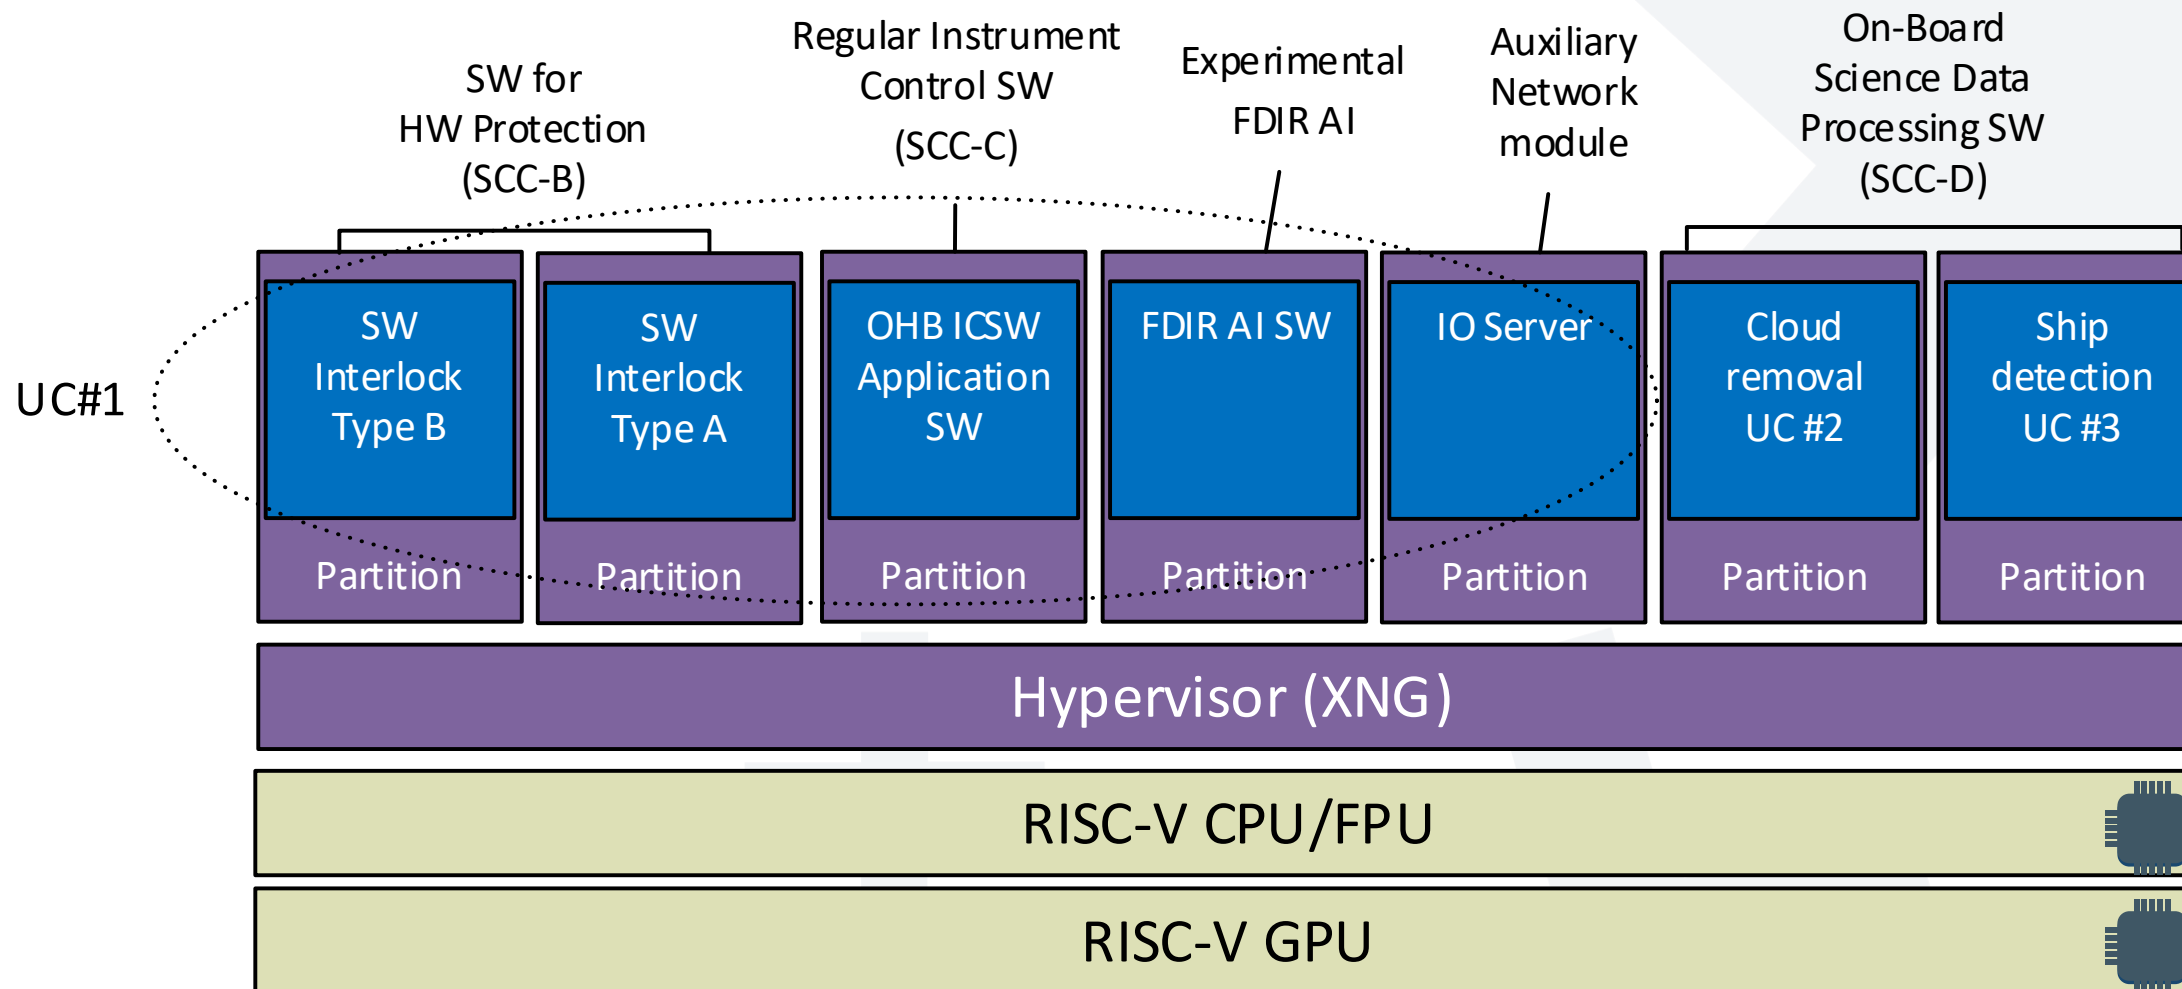 SW for
HW Protection
(SCC-B)
Regular Instrument
Control SW
(SCC-C)
Experimental
FDIR AI
Auxiliary
Network
module
On-Board
Science Data
Processing SW
(SCC-D)
UC#1
SW
Interlock
Type B
Partition
SW
Interlock
Type A
Partition
OHB ICSW
Application
SW
Partition
FDIR AI SW
Partition
IO Server
Partition
Cloud
removal
UC #2
Partition
Ship
detection
UC #3
Partition
Hypervisor (XNG)
RISC-V CPU/FPU
RISC-V GPU